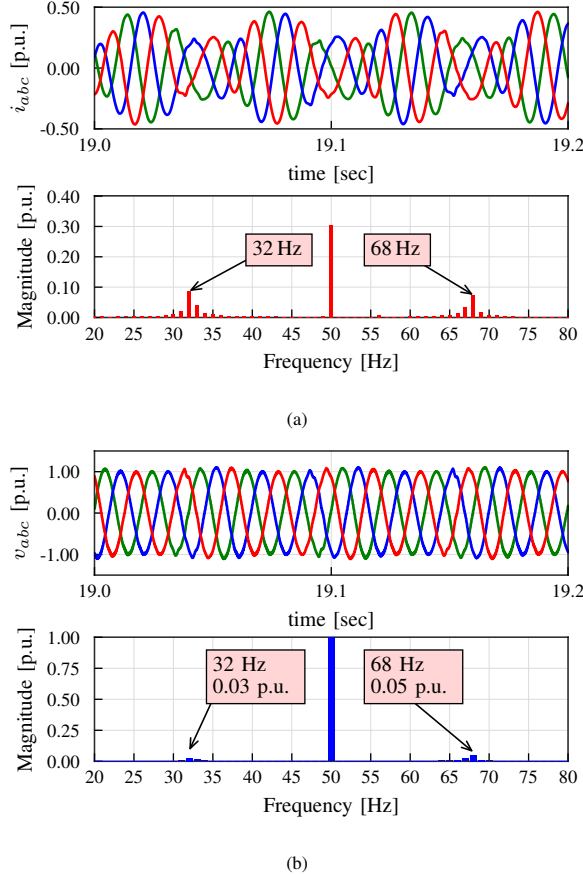 0.50
0.00
-0.50
i_abc [p.u.]
19.0 19.1 19.2
time [sec]
0.40
0.30
0.20
0.10
0.00
Magnitude [p.u.]
32 Hz
68 Hz
20 25 30 35 40 45 50 55 60 65 70 75 80
Frequency [Hz]
(a)
1.00
0.00
-1.00
v_abc [p.u.]
19.0 19.1 19.2
time [sec]
1.00
0.75
0.50
0.25
0.00
Magnitude [p.u.]
32 Hz
0.03 p.u.
68 Hz
0.05 p.u.
20 25 30 35 40 45 50 55 60 65 70 75 80
Frequency [Hz]
(b)